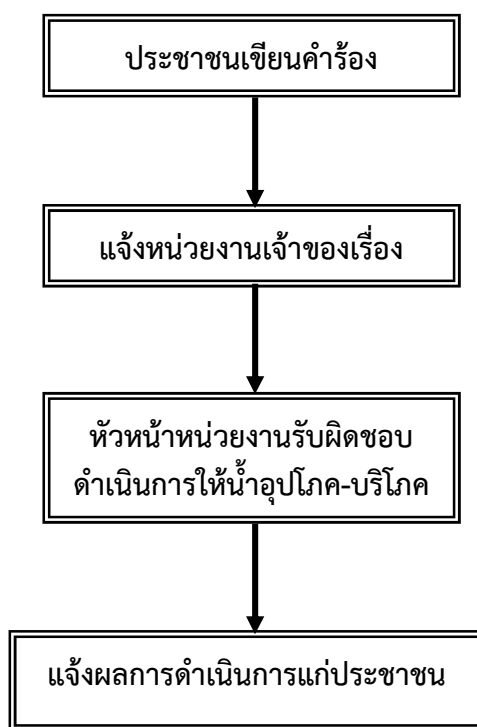 ประชาชนเขียนคำร้อง
แจ้งหน่วยงานเจ้าของเรื่อง
หัวหน้าหน่วยงานรับผิดชอบ
ดำเนินการให้น้ำอุปโภค-บริโภค
แจ้งผลการดำเนินการแก่ประชาชน